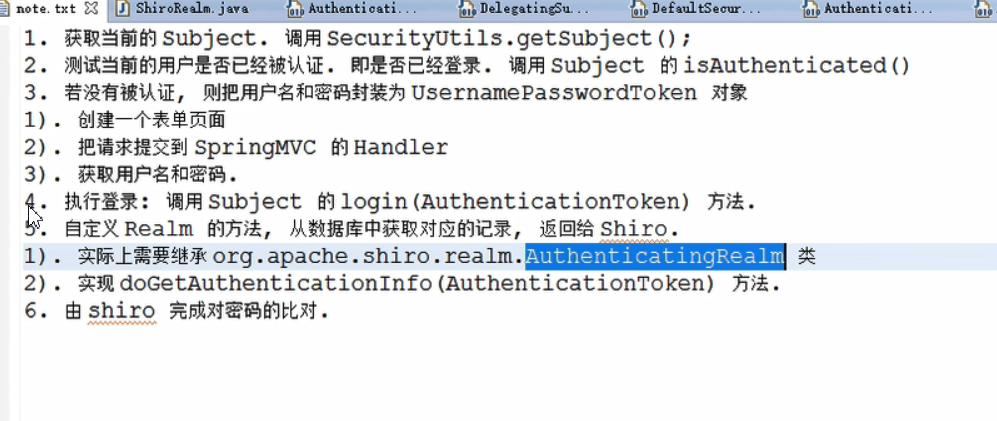 note.txt ShiroRealm.java Authenticati... DelegatingSu... DefaultSecur... Authenticati...
1. 获取当前的 Subject. 调用 SecurityUtils.getSubject();
2. 测试当前的用户是否已经被认证. 即是否已经登录. 调用 Subject 的 isAuthenticated()
3. 若没有被认证, 则把用户名和密码封装为 UsernamePasswordToken 对象
1). 创建一个表单页面
2). 把请求提交到 SpringMVC 的 Handler
3). 获取用户名和密码.
4. 执行登录: 调用 Subject 的 login(AuthenticationToken) 方法.
5. 自定义 Realm 的方法, 从数据库中获取对应的记录, 返回给 Shiro.
1). 实际上需要继承 org.apache.shiro.realm.AuthenticatingRealm 类
2). 实现 doGetAuthenticationInfo(AuthenticationToken) 方法.
6. 由 shiro 完成对密码的比对.